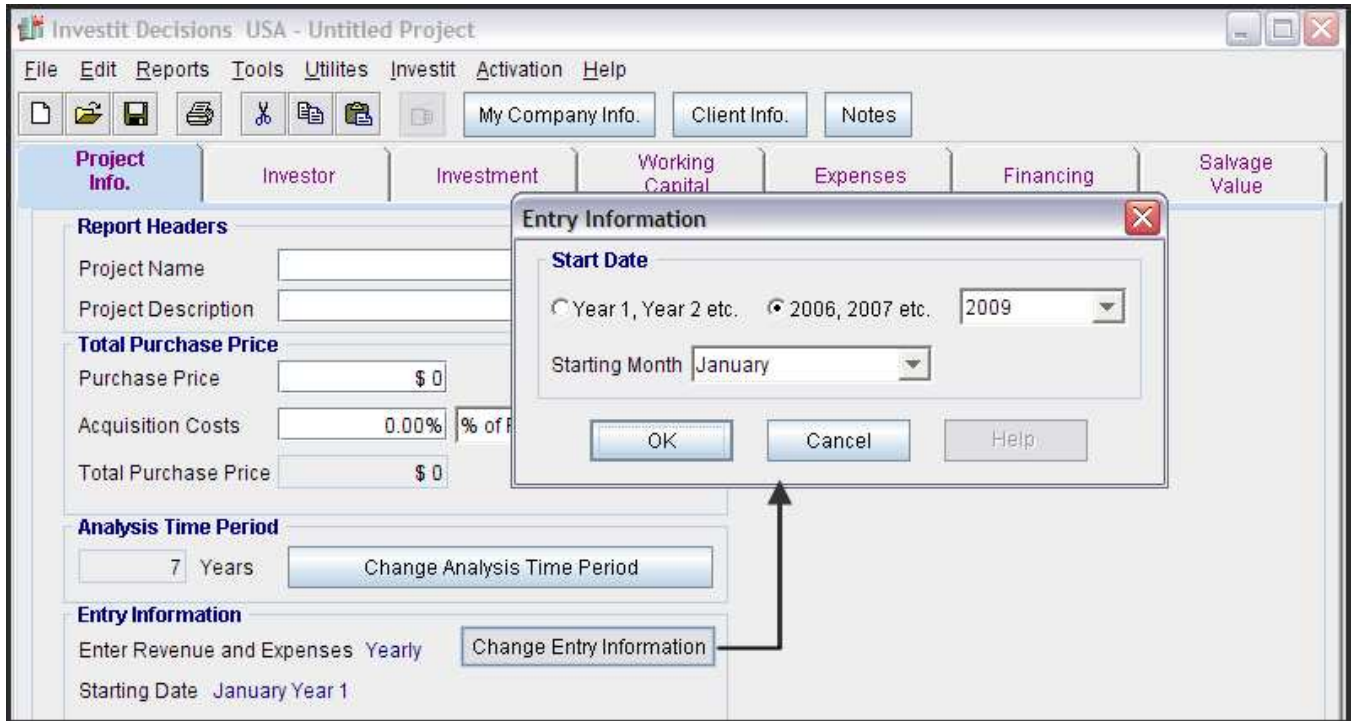 Investit Decisions USA - Untitled Project
File Edit Reports Tools Utilites Investit Activation Help
My Company Info. Client Info. Notes
Project Info. Investor Investment Working Capital Expenses Financing Salvage Value
Report Headers
Project Name
Project Description
Total Purchase Price
Purchase Price $ 0
Acquisition Costs 0.00% % of
Total Purchase Price $ 0
Analysis Time Period
7 Years Change Analysis Time Period
Entry Information
Enter Revenue and Expenses Yearly Change Entry Information
Starting Date January Year 1
Entry Information
Start Date
Year 1, Year 2 etc. 2006, 2007 etc. 2009
Starting Month January
OK Cancel Help